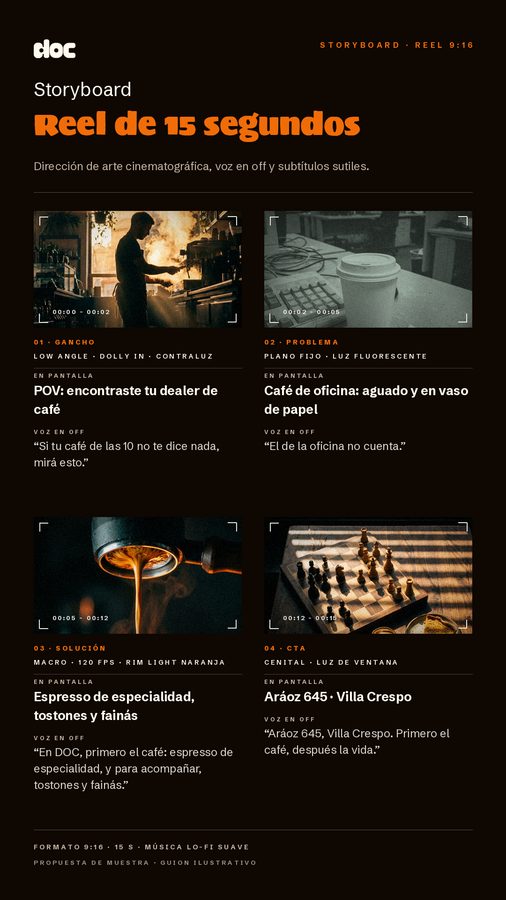 doc
STORYBOARD · REEL 9:16
Storyboard
Reel de 15 segundos
Dirección de arte cinematográfica, voz en off y subtítulos sutiles.
00:00 – 00:02
01 · GANCHO
LOW ANGLE · DOLLY IN · CONTRALUZ
EN PANTALLA
POV: encontraste tu dealer de
café
VOZ EN OFF
“Si tu café de las 10 no te dice nada,
mirá esto.”
00:02 – 00:05
02 · PROBLEMA
PLANO FIJO · LUZ FLUORESCENTE
EN PANTALLA
Café de oficina: aguado y en vaso
de papel
VOZ EN OFF
“El de la oficina no cuenta.”
00:05 – 00:12
03 · SOLUCIÓN
MACRO · 120 FPS · RIM LIGHT NARANJA
EN PANTALLA
Espresso de especialidad,
tostones y fainás
VOZ EN OFF
“En DOC, primero el café: espresso de
especialidad, y para acompañar,
tostones y fainás.”
00:12 – 00:15
04 · CTA
CENITAL · LUZ DE VENTANA
EN PANTALLA
Aráoz 645 · Villa Crespo
VOZ EN OFF
“Aráoz 645, Villa Crespo. Primero el
café, después la vida.”
FORMATO 9:16 · 15 S · MÚSICA LO-FI SUAVE
PROPUESTA DE MUESTRA · GUION ILUSTRATIVO